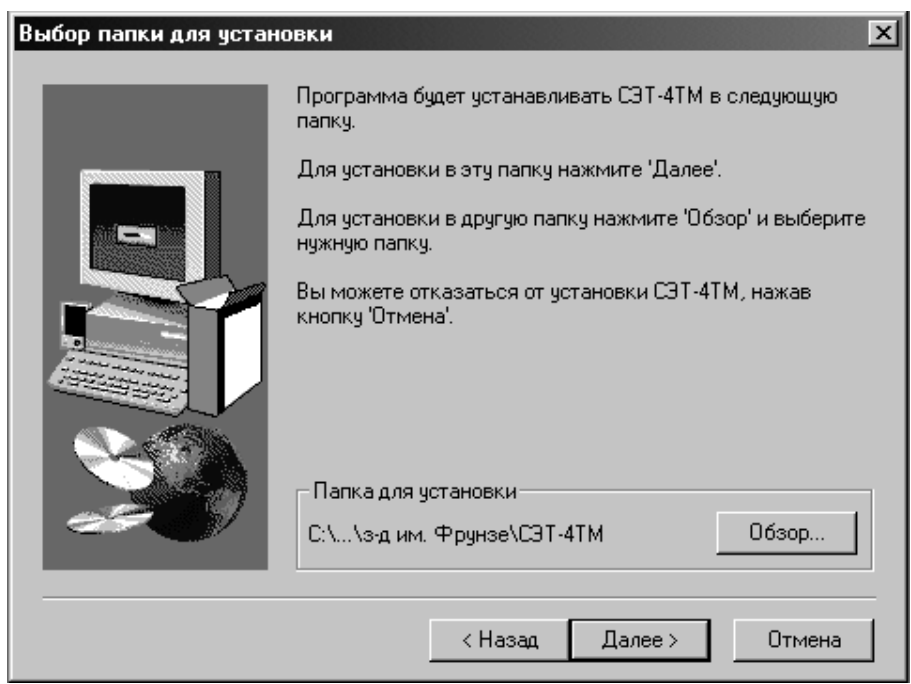 Выбор папки для установки
Программа будет устанавливать СЭТ-4ТМ в следующую
папку.
Для установки в эту папку нажмите 'Далее'.
Для установки в другую папку нажмите 'Обзор' и выберите
нужную папку.
Вы можете отказаться от установки СЭТ-4ТМ, нажав
кнопку 'Отмена'.
Папка для установки
C:\...\з-д им. Фрунзе\СЭТ-4ТМ
Обзор...
< Назад
Далее >
Отмена